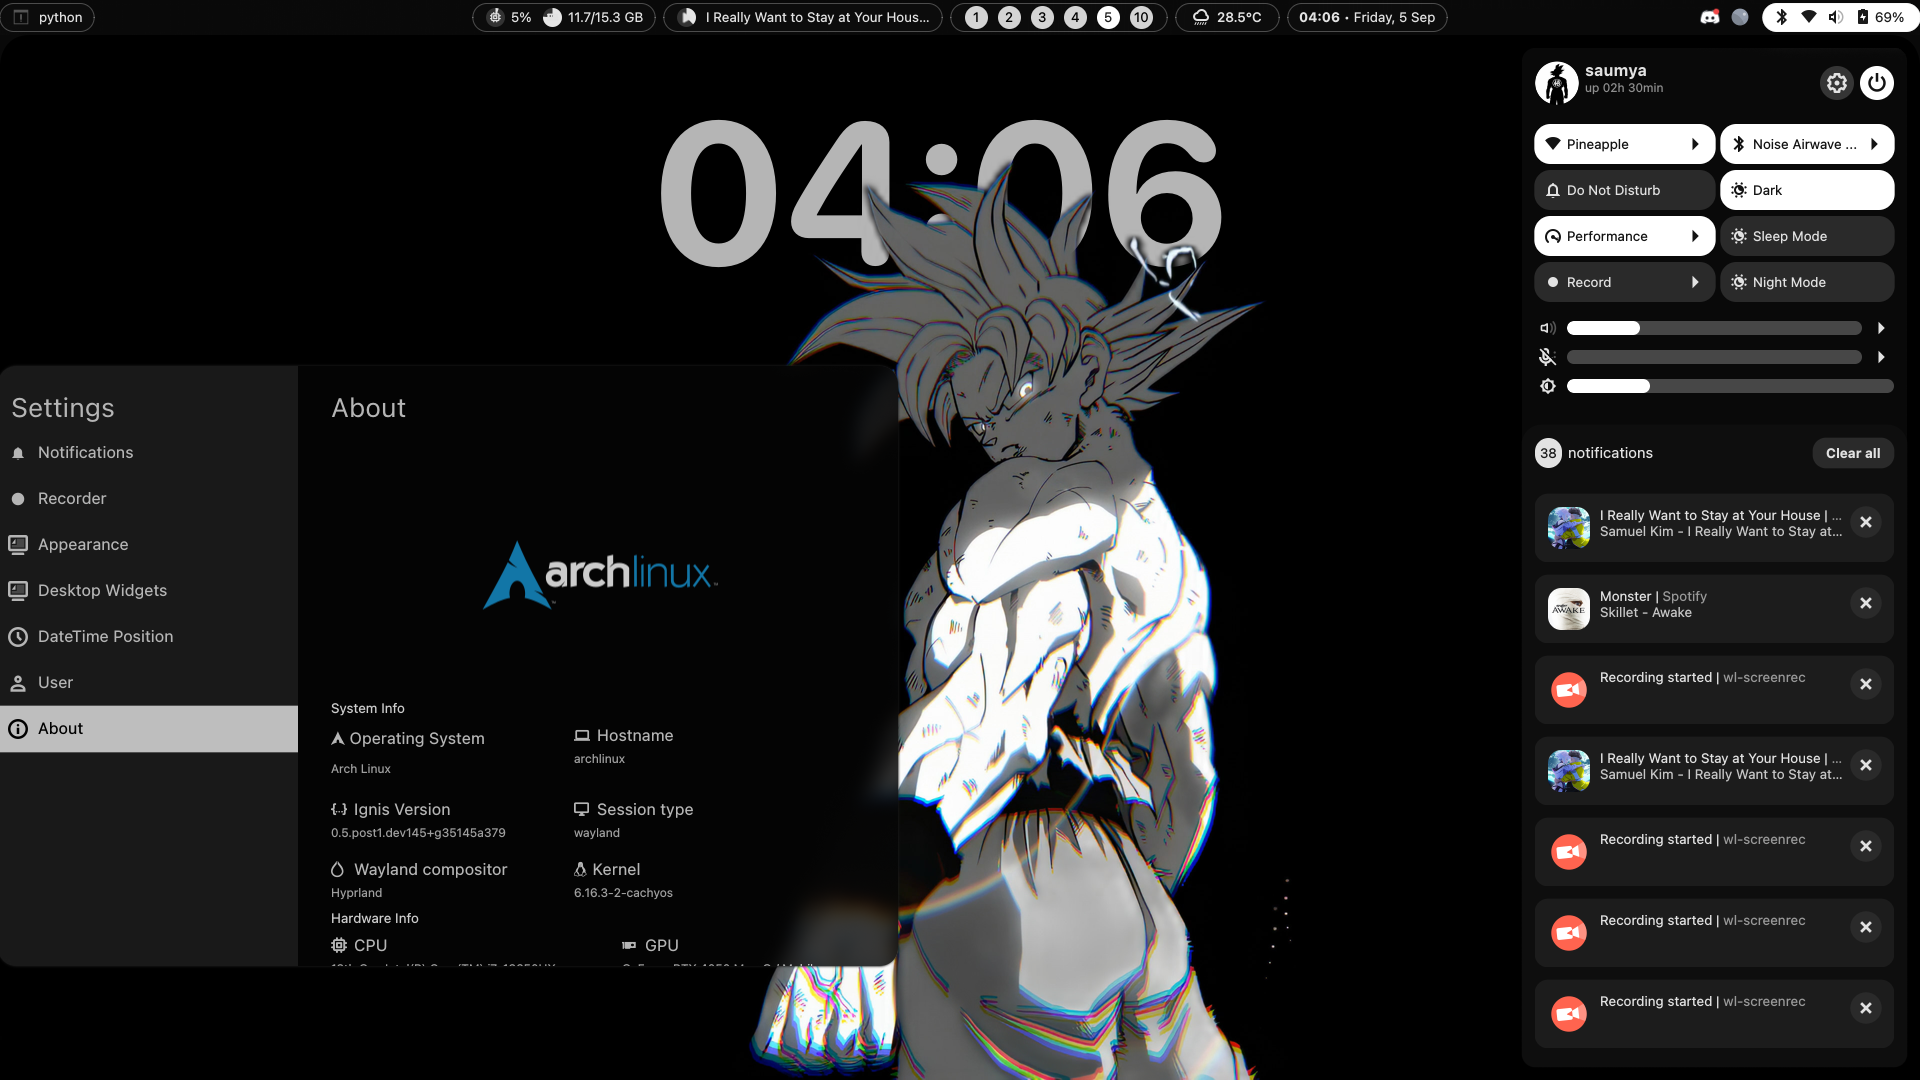 python
5% 11.7/15.3 GB
I Really Want to Stay at Your Hous...
1 2 3 4 5 10
28.5°C
04:06 • Friday, 5 Sep
69%
04:06
saumya
up 02h 30min
Pineapple
Noise Airwave ...
Do Not Disturb
Dark
Performance
Sleep Mode
Record
Night Mode
38 notifications
Clear all
I Really Want to Stay at Your House | ...
Samuel Kim - I Really Want to Stay at...
AWAKE
Monster | Spotify
Skillet - Awake
Recording started | wl-screenrec
I Really Want to Stay at Your House | ...
Samuel Kim - I Really Want to Stay at...
Recording started | wl-screenrec
Recording started | wl-screenrec
Recording started | wl-screenrec
Settings
Notifications
Recorder
Appearance
Desktop Widgets
DateTime Position
User
About
About
archlinux
System Info
Operating System
Arch Linux
Hostname
archlinux
Ignis Version
0.5.post1.dev145+g35145a379
Session type
wayland
Wayland compositor
Hyprland
Kernel
6.16.3-2-cachyos
Hardware Info
CPU
GPU